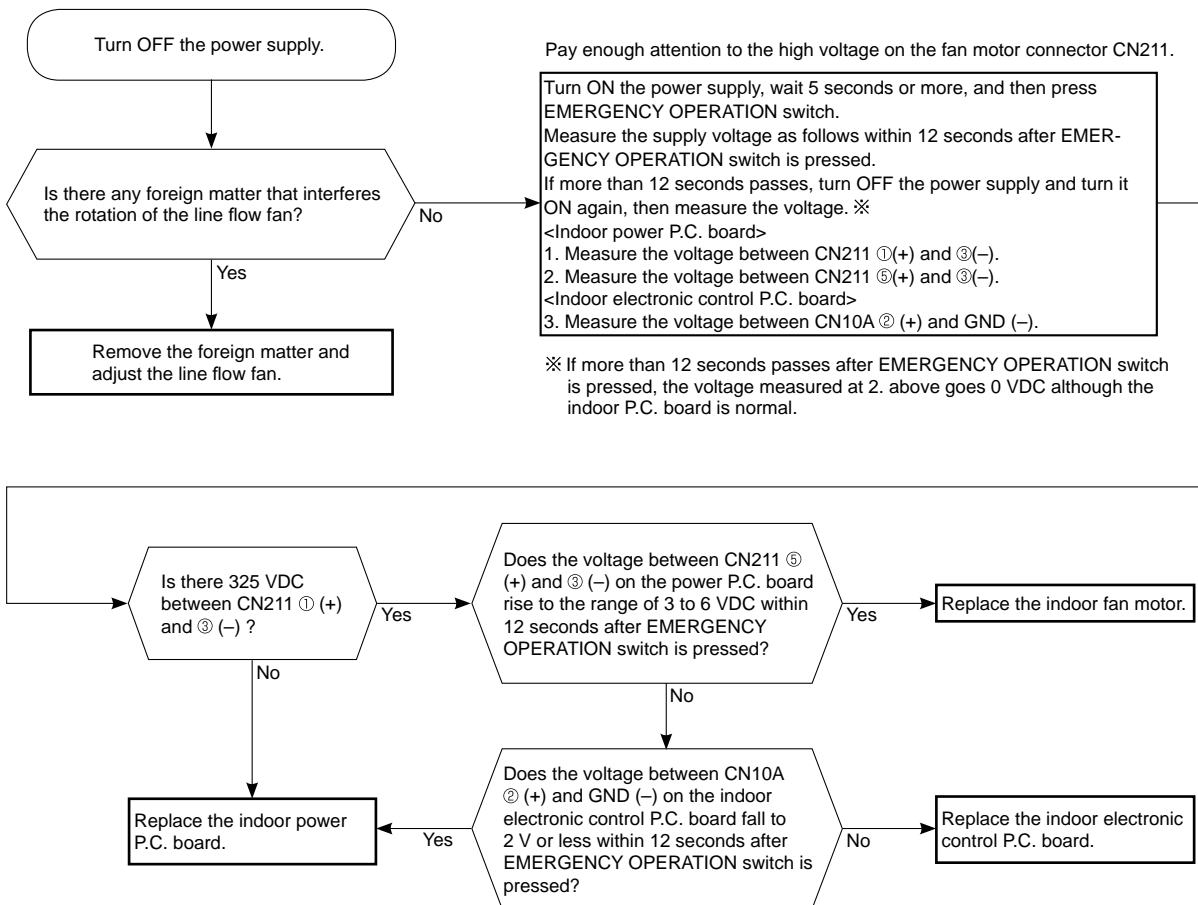 Turn OFF the power supply.
Pay enough attention to the high voltage on the fan motor connector CN211.
Is there any foreign matter that interferes
the rotation of the line flow fan?
No
Yes
Remove the foreign matter and
adjust the line flow fan.
Turn ON the power supply, wait 5 seconds or more, and then press
EMERGENCY OPERATION switch.
Measure the supply voltage as follows within 12 seconds after EMER-
GENCY OPERATION switch is pressed.
If more than 12 seconds passes, turn OFF the power supply and turn it
ON again, then measure the voltage. ※
<Indoor power P.C. board>
1. Measure the voltage between CN211 ①(+) and ③(–).
2. Measure the voltage between CN211 ⑤(+) and ③(–).
<Indoor electronic control P.C. board>
3. Measure the voltage between CN10A ② (+) and GND (–).
※ If more than 12 seconds passes after EMERGENCY OPERATION switch
is pressed, the voltage measured at 2. above goes 0 VDC although the
indoor P.C. board is normal.
Is there 325 VDC
between CN211 ① (+)
and ③ (–) ?
Yes
No
Does the voltage between CN211 ⑤
(+) and ③ (–) on the power P.C. board
rise to the range of 3 to 6 VDC within
12 seconds after EMERGENCY
OPERATION switch is pressed?
Yes
No
Replace the indoor fan motor.
Replace the indoor power
P.C. board.
Yes
Does the voltage between CN10A
② (+) and GND (–) on the indoor
electronic control P.C. board fall to
2 V or less within 12 seconds after
EMERGENCY OPERATION switch is
pressed?
No
Replace the indoor electronic
control P.C. board.